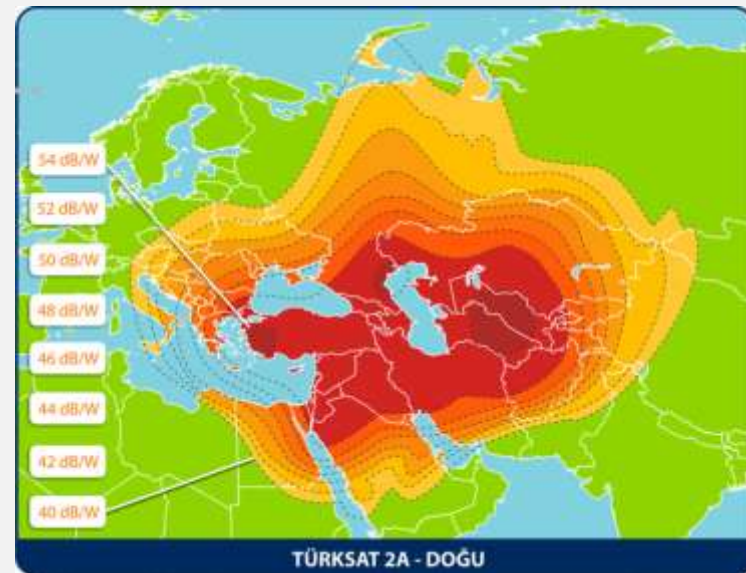 54 dB/W
52 dB/W
50 dB/W
48 dB/W
46 dB/W
44 dB/W
42 dB/W
40 dB/W
TÜRKSAT 2A - DOĞU